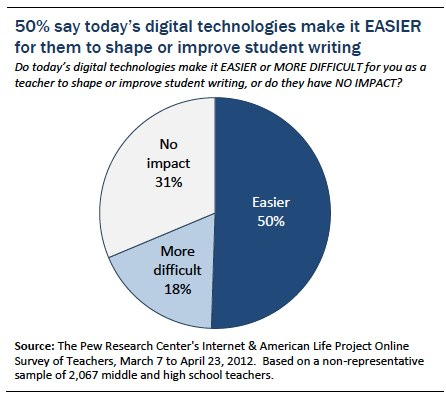 50% say today's digital technologies make it EASIER
for them to shape or improve student writing
Do today's digital technologies make it EASIER or MORE DIFFICULT for you as a
teacher to shape or improve student writing, or do they have NO IMPACT?
No
impact
31%
Easier
50%
More
difficult
18%
Source: The Pew Research Center's Internet & American Life Project Online
Survey of Teachers, March 7 to April 23, 2012.  Based on a non-representative
sample of 2,067 middle and high school teachers.